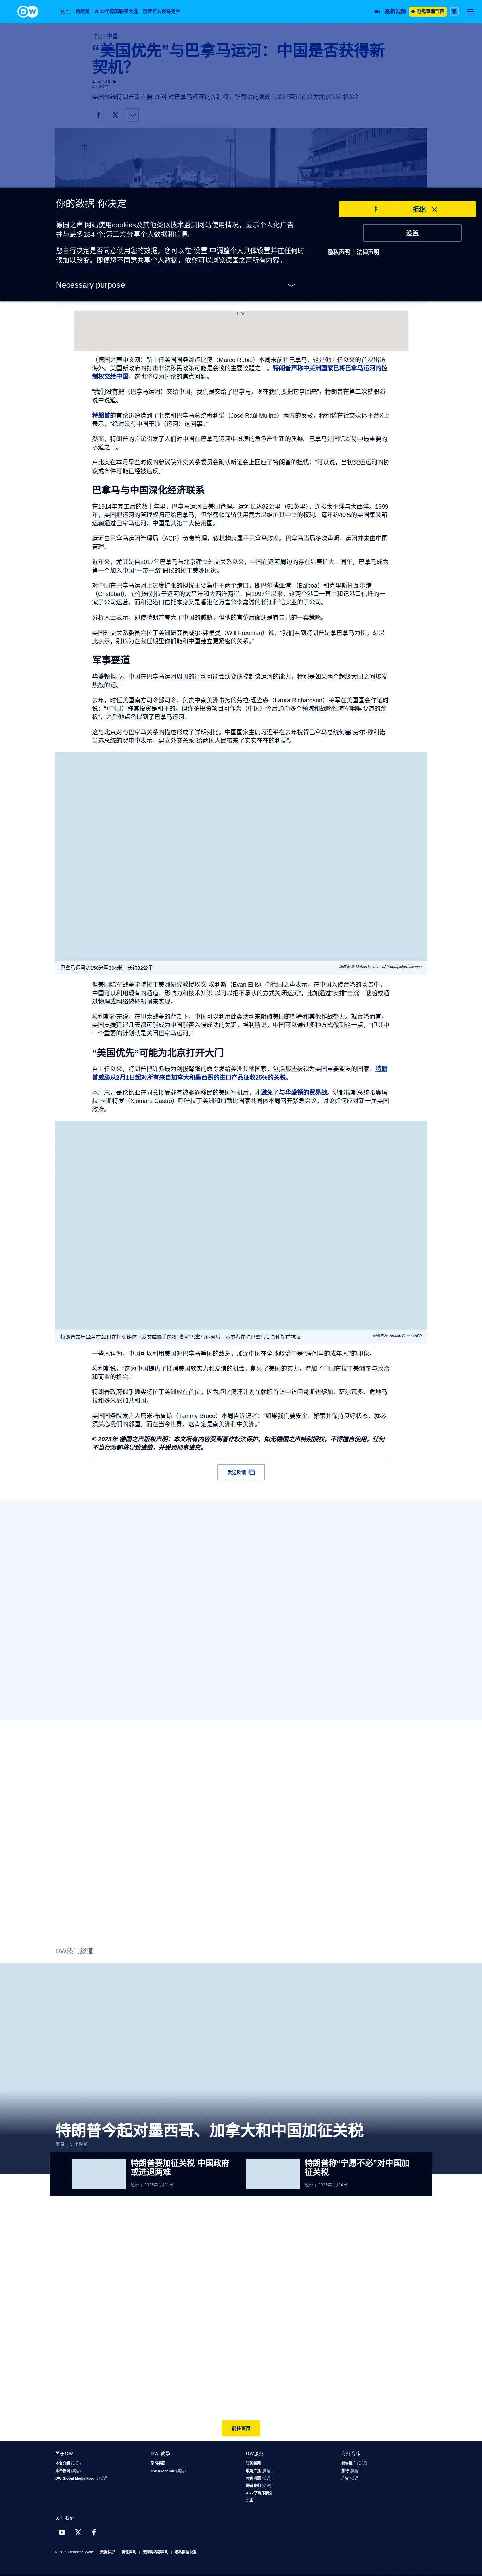 DW
焦点
特朗普
2025年德国联邦大选
俄罗斯入侵乌克兰
最新视频
电视直播节目
繁
中国 | 中国
“美国优先”与巴拿马运河：中国是否获得新
契机？
James Chater
4 小时前
美国总统特朗普誓言要“夺回”对巴拿马运河的控制权。华盛顿的强硬言论是否是在会为北京创造机会？
你的数据 你决定
德国之声¹网站使用cookies及其他类似技术监测网站使用情况，显示个人化广告
并与最多184 个,第三方分享个人数据和信息。
您自行决定是否同意使用您的数据。您可以在“设置”中调整个人具体设置并在任何时
候加以改变。即便您不同意共享个人数据，依然可以浏览德国之声所有内容。
Necessary purpose
拒绝
设置
隐私声明 | 法律声明
广告
（德国之声中文网）新上任美国国务卿卢比奥（Marco Rubio）本周末前往巴拿马，这是他上任以来的首次出访
海外。美国新政府的打击非法移民政策可能是会谈的主要议题之一。特朗普声称中美洲国家已将巴拿马运河的控
制权交给中国，这也将成为讨论的焦点问题。
“我们没有把（巴拿马运河）交给中国，我们是交给了巴拿马，现在我们要把它拿回来”，特朗普在第二次就职演
说中说道。
特朗普的言论迅速遭到了北京和巴拿马总统穆利诺（José Raúl Mulino）两方的反驳，穆利诺在社交媒体平台X上
表示，“绝对没有中国干涉（运河）这回事。”
然而，特朗普的言论引发了人们对中国在巴拿马运河中扮演的角色产生新的质疑。巴拿马是国际贸易中最重要的
水道之一。
卢比奥在本月早些时候的参议院外交关系委员会确认听证会上回应了特朗普的担忧：“可以说，当初交还运河的协
议或条件可能已经被违反。”
巴拿马与中国深化经济联系
在1914年完工后的数十年里，巴拿马运河由美国管理。运河长达82公里（51英里），连接太平洋与大西洋。1999
年，美国把运河的管理权归还给巴拿马，但华盛顿保留使用武力以维护其中立的权利。每年约40%的美国集装箱
运输通过巴拿马运河，中国是其第二大使用国。
运河由巴拿马运河管理局（ACP）负责管理，该机构隶属于巴拿马政府。巴拿马当局多次声明，运河并未由中国
管理。
近年来，尤其是自2017年巴拿马与北京建立外交关系以来，中国在运河周边的存在显著扩大。同年，巴拿马成为
第一个加入中国“一带一路”倡议的拉丁美洲国家。
对中国在巴拿马运河上过度扩张的担忧主要集中于两个港口，即巴尔博亚港 （Balboa）和克里斯托瓦尔港
（Cristóbal）。它们分别位于运河的太平洋和大西洋两岸。自1997年以来，这两个港口一直由和记港口信托的一
家子公司运营，而和记港口信托本身又是香港亿万富翁李嘉诚的长江和记实业的子公司。
分析人士表示，即使特朗普夸大了中国的威胁，但他的言论后面还是有自己的一套策略。
美国外交关系委员会拉丁美洲研究员威尔·弗里曼（Will Freeman）说，“我们看到特朗普是拿巴拿马为例，想以
此表示，别以为在我任期里你们能和中国建立更紧密的关系。”
军事要道
华盛顿担心，中国在巴拿马运河周围的行动可能会演变成控制该运河的能力，特别是如果两个超级大国之间爆发
热战的话。
去年，时任美国南方司令部司令、负责中南美洲事务的劳拉·理查森（Laura Richardson）将军在美国国会作证时
说：“（中国）称其投资是和平的。但许多投资项目可作为（中国）今后通向多个领域和战略性海军咽喉要道的跳
板”，之后他点名提到了巴拿马运河。
这与北京对与巴拿马关系的描述形成了鲜明对比。中国国家主席习近平在去年祝贺巴拿马总统何塞·劳尔·穆利诺
当选总统的贺电中表示，建立外交关系“给两国人民带来了实实在在的利益”。
巴拿马运河宽150米至304米，长约82公里
图像来源: Matias Delacroix/AP/dpa/picture alliance
但美国陆军战争学院拉丁美洲研究教授埃文·埃利斯（Evan Ellis）向德国之声表示，在中国入侵台湾的场景中，
中国可以利用现有的通道、影响力和技术知识“以可以拒不承认的方式关闭运河”，比如通过“安排”击沉一艘船或通
过物理或网络破坏船闸来实现。
埃利斯补充说，在印太战争的背景下，中国可以利用此类活动来阻碍美国的部署和其他作战努力。就台湾而言，
美国支援延迟几天都可能成为中国能否入侵成功的关键。埃利斯说，中国可以通过多种方式做到这一点，“但其中
一个重要的计划就是关闭巴拿马运河。”
“美国优先”可能为北京打开大门
自上任以来，特朗普把许多最为剑拔弩张的命令发给美洲其他国家，包括那些被视为美国重要盟友的国家。特朗
普威胁从2月1日起对所有来自加拿大和墨西哥的进口产品征收25%的关税。
本周末，哥伦比亚在同意接受载有被驱逐移民的美国军机后，才避免了与华盛顿的贸易战。洪都拉斯总统希奥玛
拉·卡斯特罗（Xiomara Castro）呼吁拉丁美洲和加勒比国家共同体本周召开紧急会议，讨论如何应对新一届美国
政府。
特朗普去年12月在21日在社交媒体上发文威胁美国将“收回”巴拿马运河后，示威者在驻巴拿马美国使馆前抗议
图像来源: Arnulfo Franco/AFP
一些人认为，中国可以利用美国对巴拿马等国的敌意，加深中国在全球政治中是“房间里的成年人”的印象。
埃利斯说，“这为中国提供了抵消美国软实力和友谊的机会，削弱了美国的实力，增加了中国在拉丁美洲参与政治
和商业的机会。”
特朗普政府似乎确实将拉丁美洲放在首位，因为卢比奥还计划在就职首访中访问哥斯达黎加、萨尔瓦多、危地马
拉和多米尼加共和国。
美国国务院发言人塔米·布鲁斯（Tammy Bruce）本周告诉记者：“如果我们要安全、繁荣并保持良好状态，就必
须关心我们的邻国。而在当今世界，这肯定是南美洲和中美洲。”
© 2025年 德国之声版权声明：本文所有内容受到著作权法保护，如无德国之声特别授权，不得擅自使用。任何
不当行为都将导致追偿，并受到刑事追究。
发送反馈
DW热门报道
特朗普今起对墨西哥、加拿大和中国加征关税
贸易 | 3 小时前
特朗普要加征关税 中国政府
或进退两难
经济 | 2025年1月31日
特朗普称“宁愿不必”对中国加
征关税
经济 | 2025年1月24日
前往首页
关于DW
本台介绍 (英语)
本台新闻 (英语)
DW Global Media Forum (英语)
DW 教學
学习德语
DW Akademie (英语)
DW服务
订阅新闻
收听广播 (英语)
常见问题 (英语)
联系我们 (英语)
A - Z字母序索引
头条
商务合作
销售推广 (英语)
旅行 (英语)
广告 (英语)
关注我们
© 2025 Deutsche Welle
数据保护
责任声明
无障碍内容声明
隐私数据设置